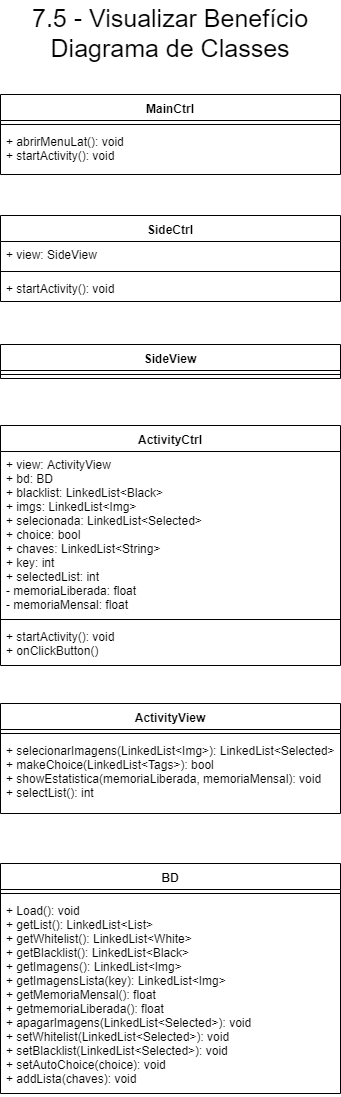 7.5 - Visualizar Benefício
Diagrama de Classes
MainCtrl
+ abrirMenuLat(): void
+ startActivity(): void
SideCtrl
+ view: SideView
+ startActivity(): void
SideView
ActivityCtrl
+ view: ActivityView
+ bd: BD
+ blacklist: LinkedList<Black>
+ imgs: LinkedList<Img>
+ selecionada: LinkedList<Selected>
+ choice: bool
+ chaves: LinkedList<String>
+ key: int
+ selectedList: int
- memoriaLiberada: float
- memoriaMensal: float
+ startActivity(): void
+ onClickButton()
ActivityView
+ selecionarImagens(LinkedList<Img>): LinkedList<Selected>
+ makeChoice(LinkedList<Tags>): bool
+ showEstatistica(memoriaLiberada, memoriaMensal): void
+ selectList(): int
BD
+ Load(): void
+ getList(): LinkedList<List>
+ getWhitelist(): LinkedList<White>
+ getBlacklist(): LinkedList<Black>
+ getImagens(): LinkedList<Img>
+ getImagensLista(key): LinkedList<Img>
+ getMemoriaMensal(): float
+ getmemoriaLiberada(): float
+ apagarImagens(LinkedList<Selected>): void
+ setWhitelist(LinkedList<Selected>): void
+ setBlacklist(LinkedList<Selected>): void
+ setAutoChoice(choice): void
+ addLista(chaves): void